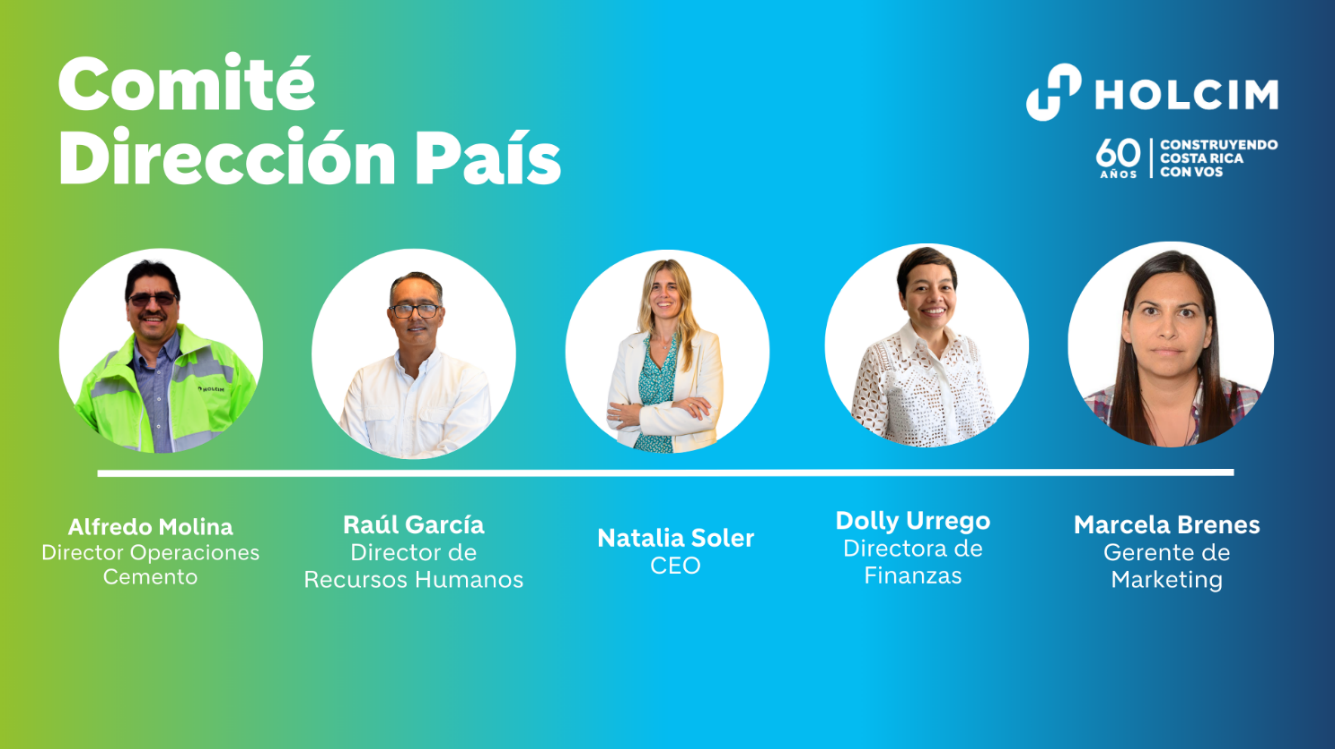 Comité
Dirección País
HOLCIM
60
AÑOS
CONSTRUYENDO
COSTA RICA
CON VOS
HOLCIM
Alfredo Molina
Director Operaciones
Cemento
Raúl García
Director de
Recursos Humanos
Natalia Soler
CEO
Dolly Urrego
Directora de
Finanzas
Marcela Brenes
Gerente de
Marketing